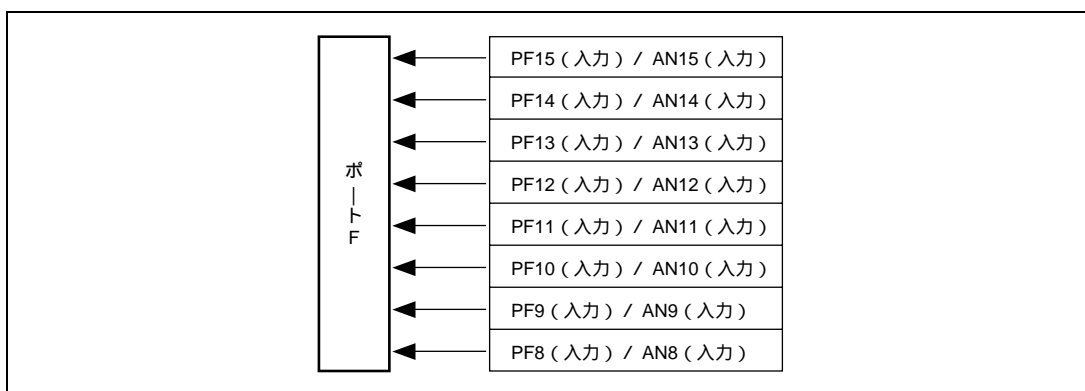 ポートF
PF15（入力）/ AN15（入力）
PF14（入力）/ AN14（入力）
PF13（入力）/ AN13（入力）
PF12（入力）/ AN12（入力）
PF11（入力）/ AN11（入力）
PF10（入力）/ AN10（入力）
PF9（入力）/ AN9（入力）
PF8（入力）/ AN8（入力）